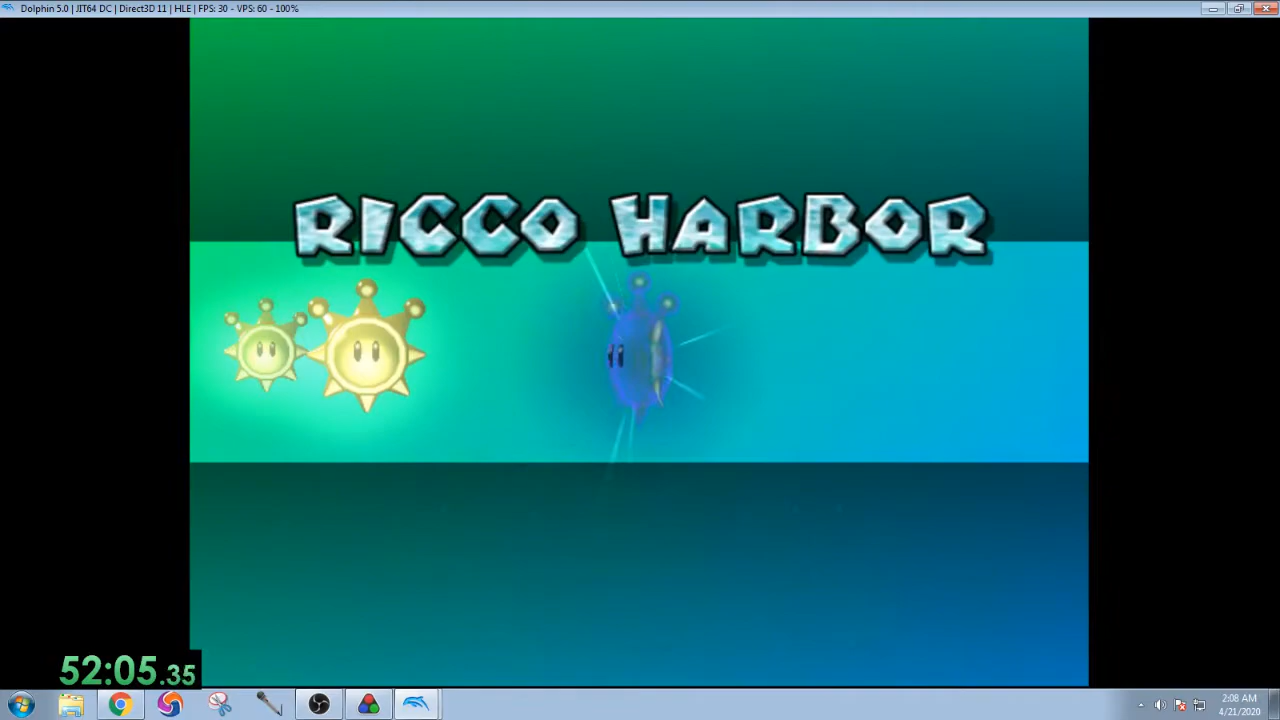 Dolphin 5.0 | JIT64 DC | Direct3D 11 | HLE | FPS: 30 - VPS: 60 - 100%
RICCO HARBOR
52:05.35
2:08 AM
4/21/2020